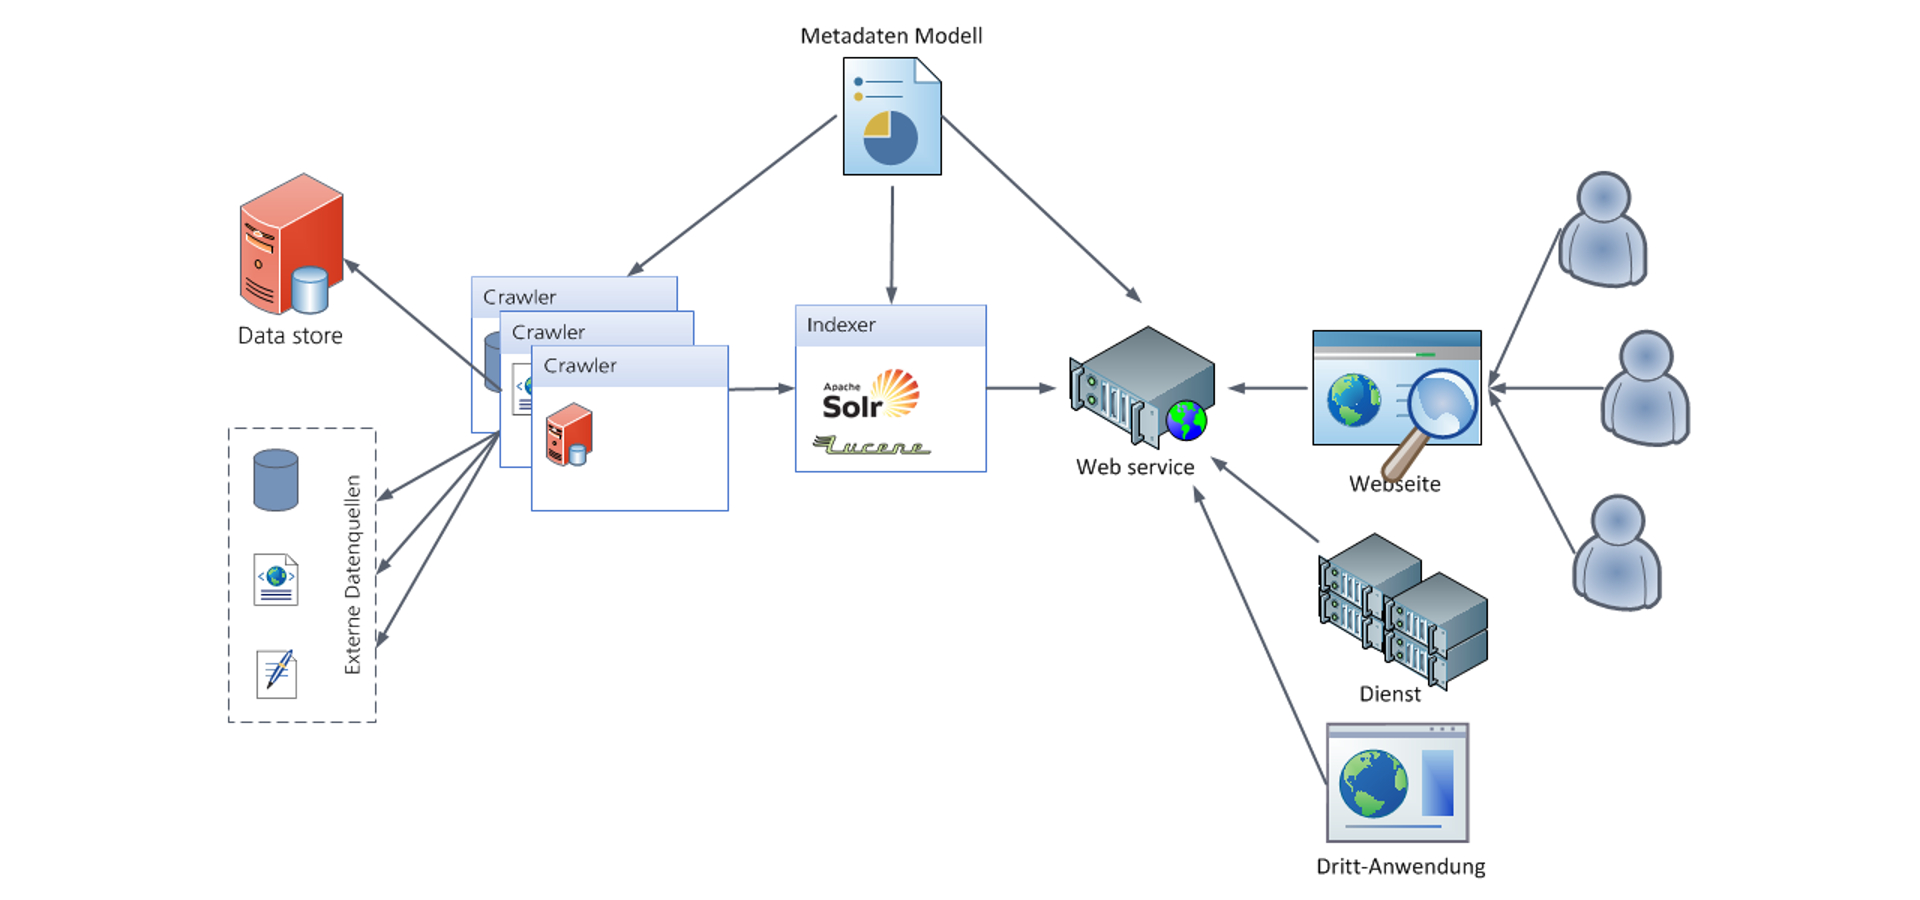 Metadaten Modell
Data store
Crawler
Crawler
Crawler
Indexer
Apache
Solr
Lucene
Web service
Webseite
Externe Datenquellen
Dienst
Dritt-Anwendung